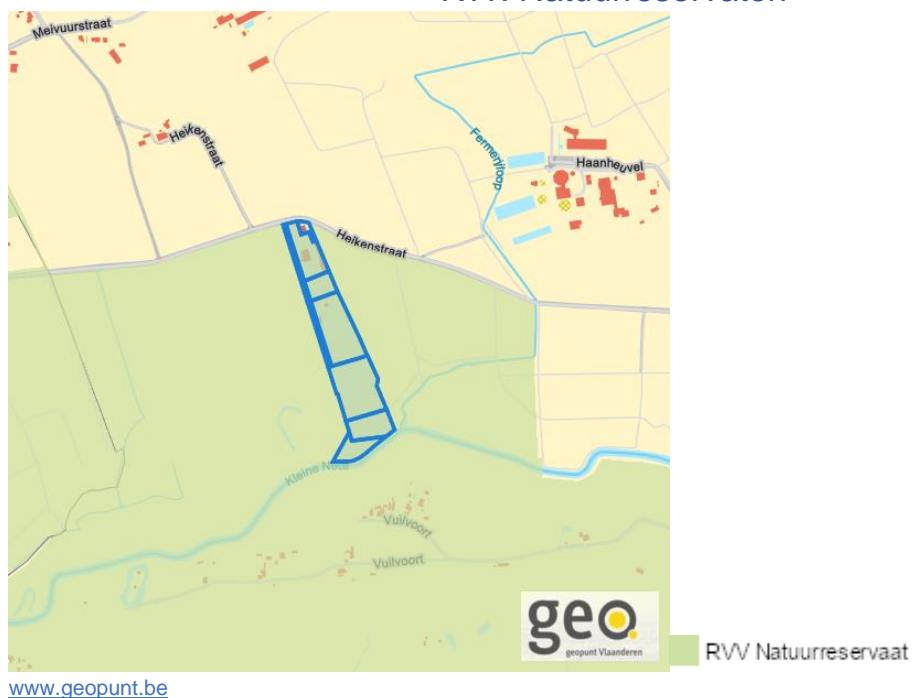 Melvuurstraat
Heikenstraat
Fermerijloop
Haanheuvel
Heikenstraat
Kleine Nete
Vuilvoort
Vuilvoort
geo.
geopunt Vlaanderen
RVV Natuurreservaat
www.geopunt.be